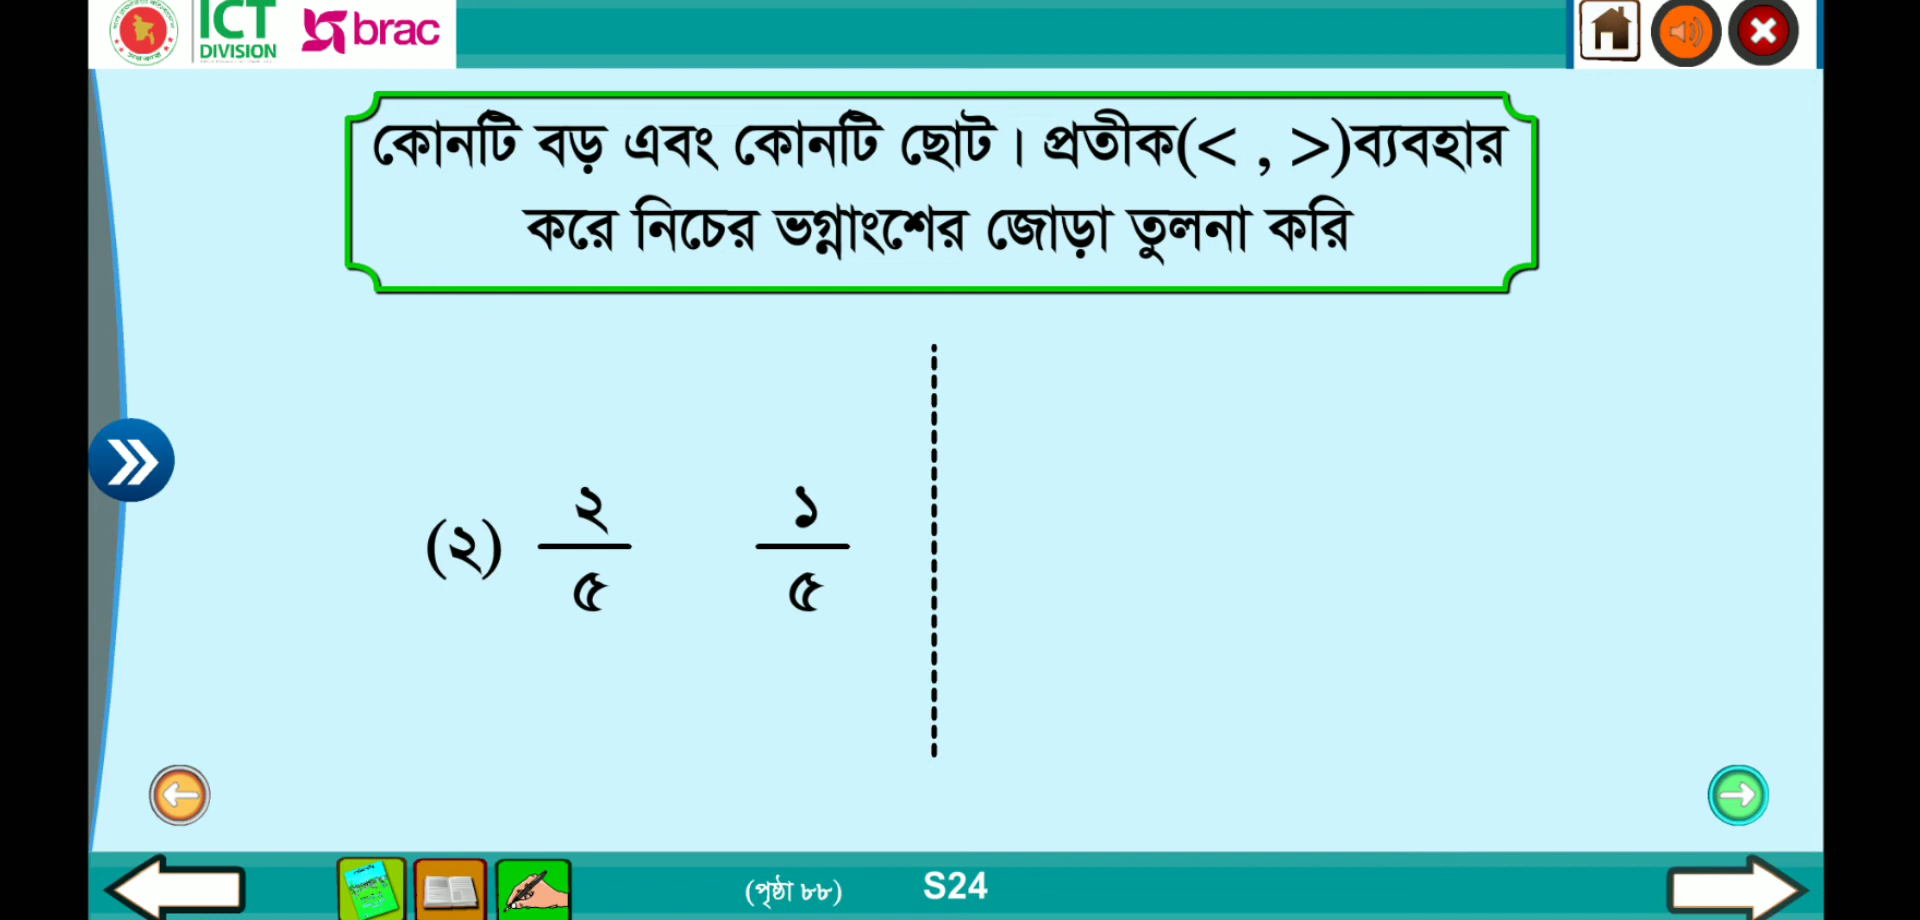 ICT
DIVISION
brac
কোনটি বড় এবং কোনটি ছোট। প্রতীক(< , >)ব্যবহার
করে নিচের ভগ্নাংশের জোড়া তুলনা করি
(২) ২/৫ ১/৫
(পৃষ্ঠা ৮৮)
S24